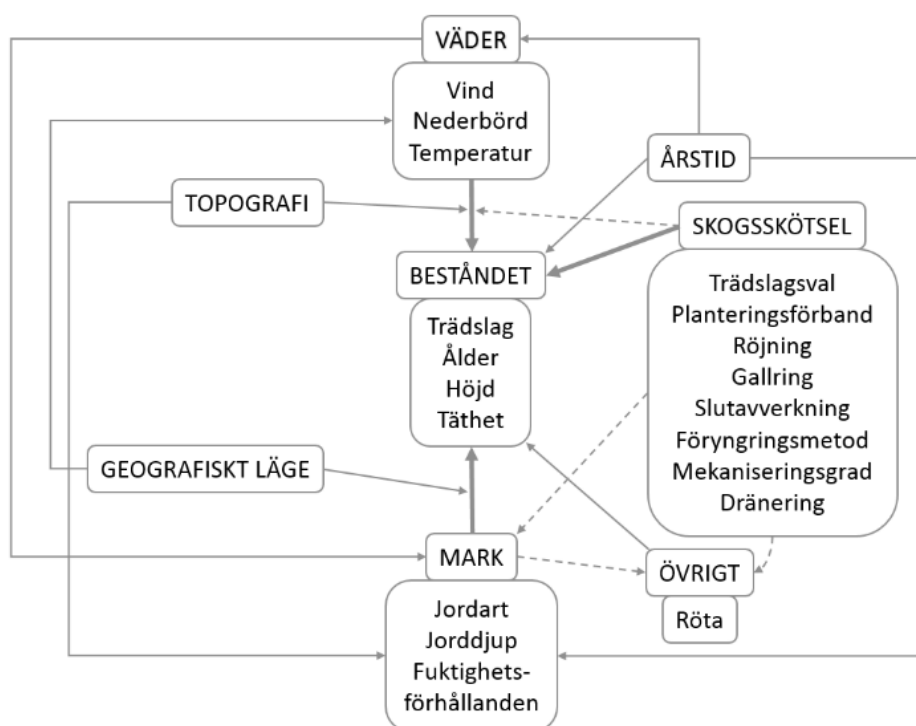 VÄDER
Vind
Nederbörd
Temperatur
ÅRSTID
TOPOGRAFI
SKOGSSKÖTSEL
Trädslagsval
Planteringsförband
Röjning
Gallring
Slutavverkning
Föryngringsmetod
Mekaniseringsgrad
Dränering
BESTÅNDET
Trädslag
Ålder
Höjd
Täthet
GEOGRAFISKT LÄGE
MARK
Jordart
Jorddjup
Fuktighets-
förhållanden
ÖVRIGT
Röta